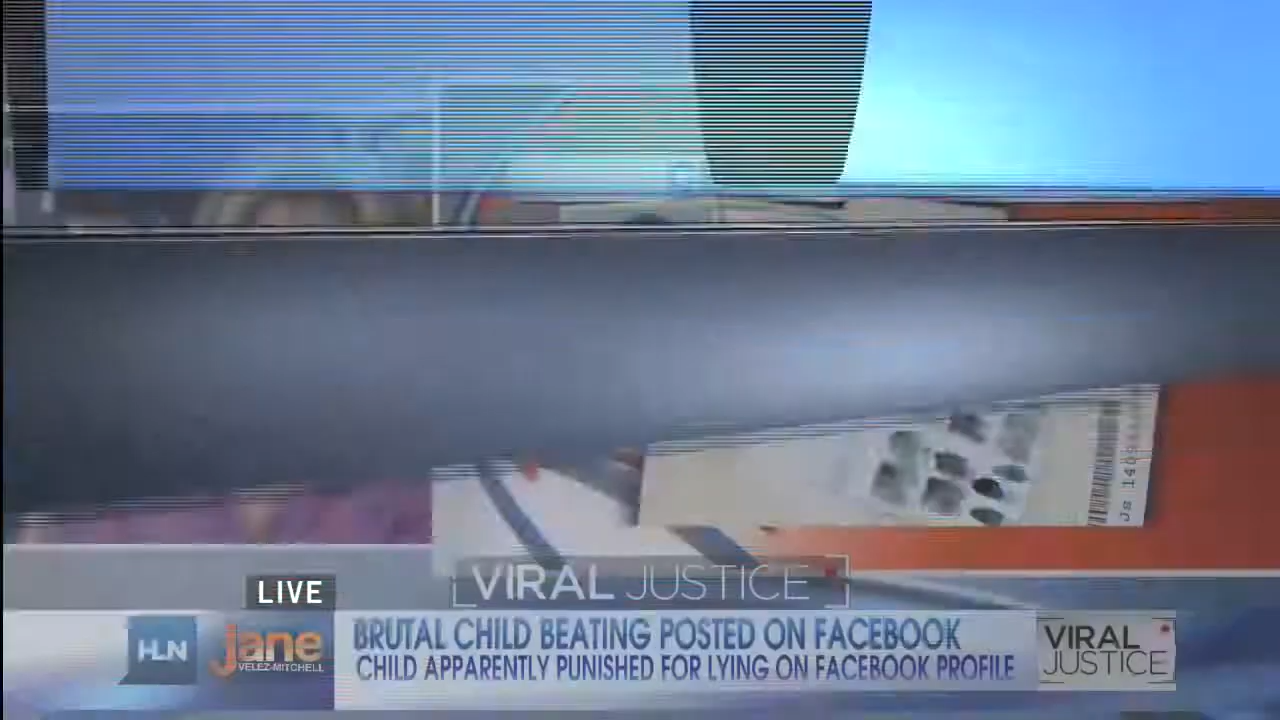 VIRAL JUSTICE
LIVE
HLN
jane
VELEZ-MITCHELL
BRUTAL CHILD BEATING POSTED ON FACEBOOK
CHILD APPARENTLY PUNISHED FOR LYING ON FACEBOOK PROFILE
VIRAL
JUSTICE